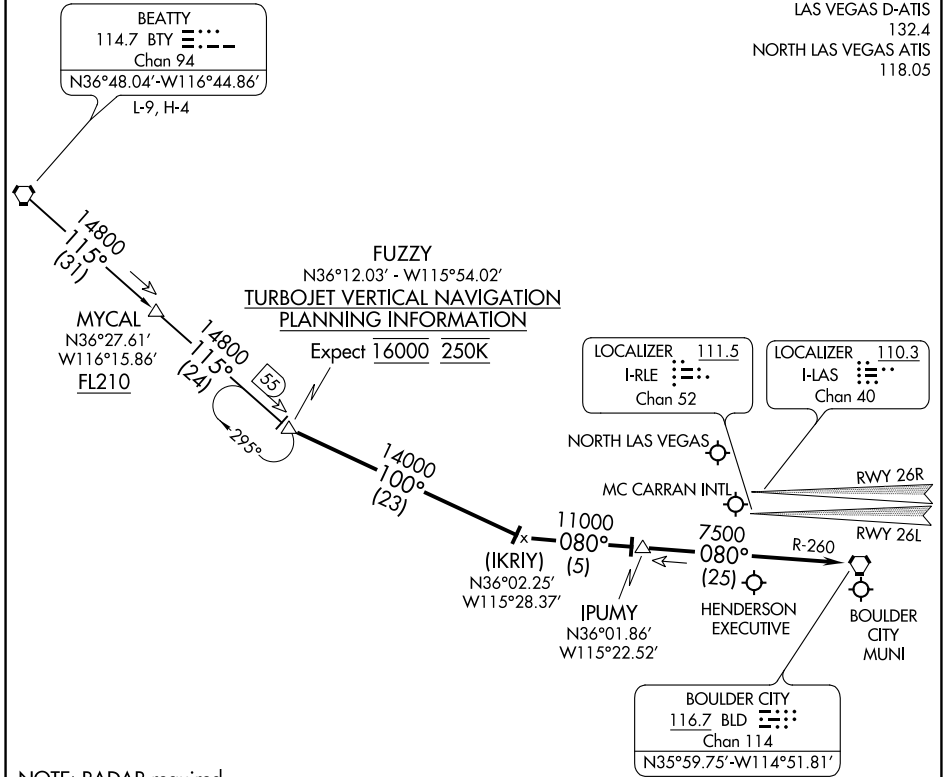 LAS VEGAS D-ATIS
132.4
NORTH LAS VEGAS ATIS
118.05
BEATTY
114.7 BTY
Chan 94
N36°48.04'-W116°44.86'
L-9, H-4
14800
115°
(31)
MYCAL
N36°27.61'
W116°15.86'
FL210
14800
115°
(24)
55
295°
FUZZY
N36°12.03' - W115°54.02'
TURBOJET VERTICAL NAVIGATION
PLANNING INFORMATION
Expect 16000 250K
14000
100°
(23)
(IKRIY)
N36°02.25'
W115°28.37'
x
11000
080°
(5)
IPUMY
N36°01.86'
W115°22.52'
LOCALIZER 111.5
I-RLE
Chan 52
LOCALIZER 110.3
I-LAS
Chan 40
NORTH LAS VEGAS
MC CARRAN INTL
RWY 26R
RWY 26L
7500
080°
(25)
R-260
HENDERSON
EXECUTIVE
BOULDER
CITY
MUNI
BOULDER CITY
116.7 BLD
Chan 114
N35°59.75'-W114°51.81'